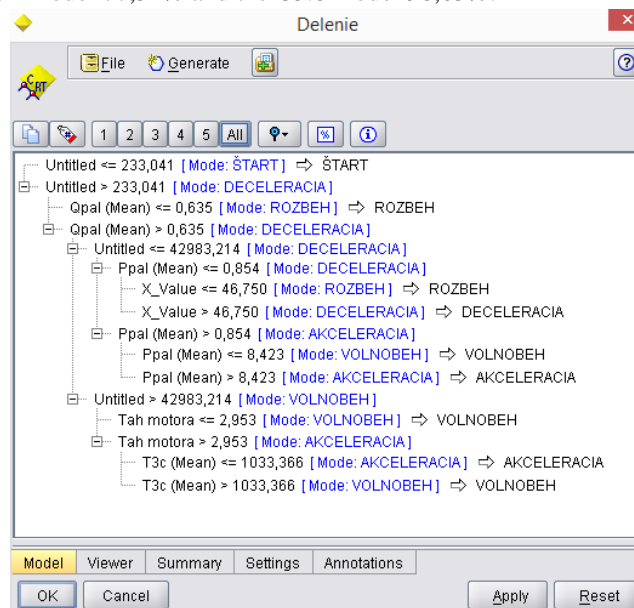 Delenie
File Generate
CRT
1 2 3 4 5 All %
Untitled <= 233,041 [Mode: ŠTART] ⇨ ŠTART
Untitled > 233,041 [Mode: DECELERACIA]
Qpal (Mean) <= 0,635 [Mode: ROZBEH] ⇨ ROZBEH
Qpal (Mean) > 0,635 [Mode: DECELERACIA]
Untitled <= 42983,214 [Mode: DECELERACIA]
Ppal (Mean) <= 0,854 [Mode: DECELERACIA]
X_Value <= 46,750 [Mode: ROZBEH] ⇨ ROZBEH
X_Value > 46,750 [Mode: DECELERACIA] ⇨ DECELERACIA
Ppal (Mean) > 0,854 [Mode: AKCELERACIA]
Ppal (Mean) <= 8,423 [Mode: VOLNOBEH] ⇨ VOLNOBEH
Ppal (Mean) > 8,423 [Mode: AKCELERACIA] ⇨ AKCELERACIA
Untitled > 42983,214 [Mode: VOLNOBEH]
Tah motora <= 2,953 [Mode: VOLNOBEH] ⇨ VOLNOBEH
Tah motora > 2,953 [Mode: AKCELERACIA]
T3c (Mean) <= 1033,366 [Mode: AKCELERACIA] ⇨ AKCELERACIA
T3c (Mean) > 1033,366 [Mode: VOLNOBEH] ⇨ VOLNOBEH
Model Viewer Summary Settings Annotations
OK Cancel Apply Reset